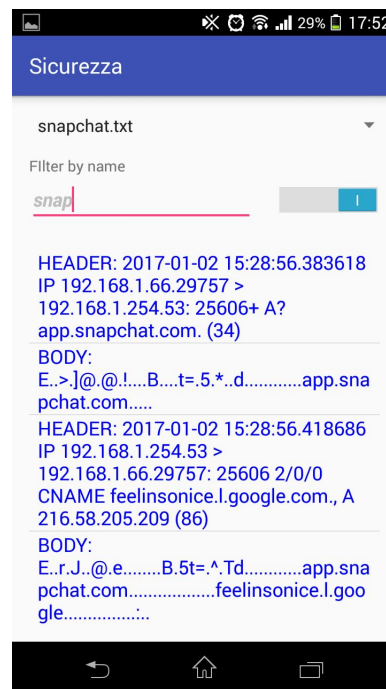 29% 17:52
Sicurezza
snapchat.txt
FIlter by name
snap
HEADER: 2017-01-02 15:28:56.383618
IP 192.168.1.66.29757 >
192.168.1.254.53: 25606+ A?
app.snapchat.com. (34)
BODY:
E..>.]@.@.!....B....t=.5.*..d............app.sna
pchat.com.....
HEADER: 2017-01-02 15:28:56.418686
IP 192.168.1.254.53 >
192.168.1.66.29757: 25606 2/0/0
CNAME feelinsonice.l.google.com., A
216.58.205.209 (86)
BODY:
E..r.J..@.e........B.5t=.^.Td............app.sna
pchat.com..................feelinsonice.l.goo
gle................:..